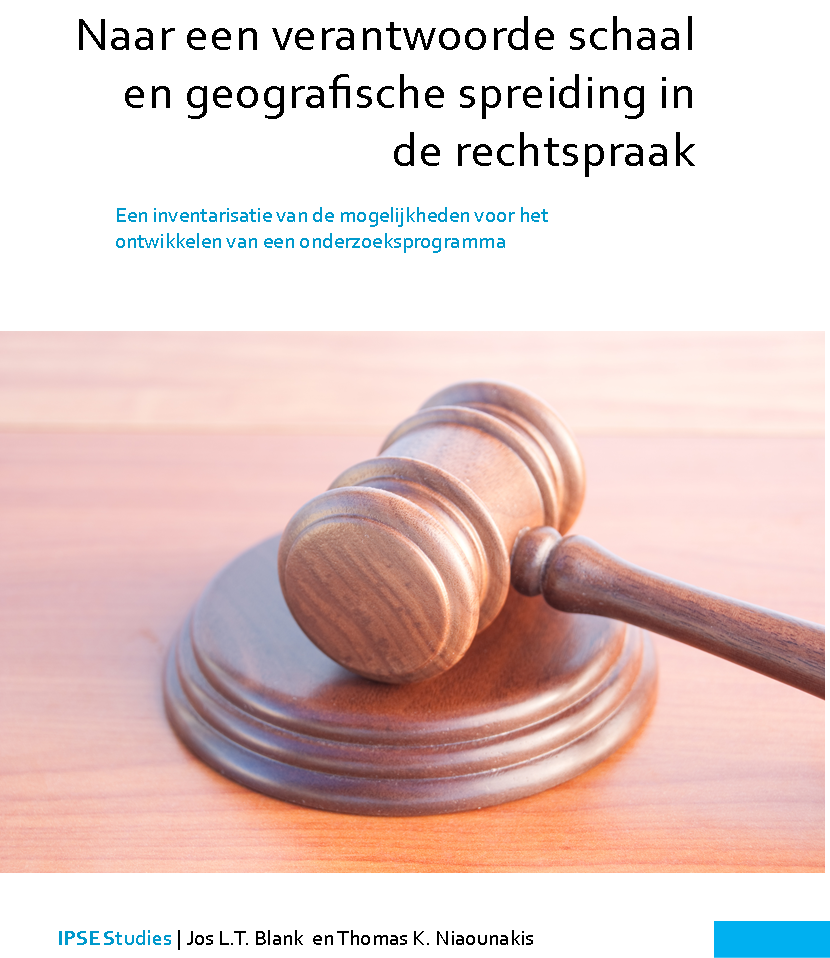 Naar een verantwoorde schaal
en geografische spreiding in
de rechtspraak
Een inventarisatie van de mogelijkheden voor het
ontwikkelen van een onderzoeksprogramma
IPSE Studies | Jos L.T. Blank en Thomas K. Niaounakis